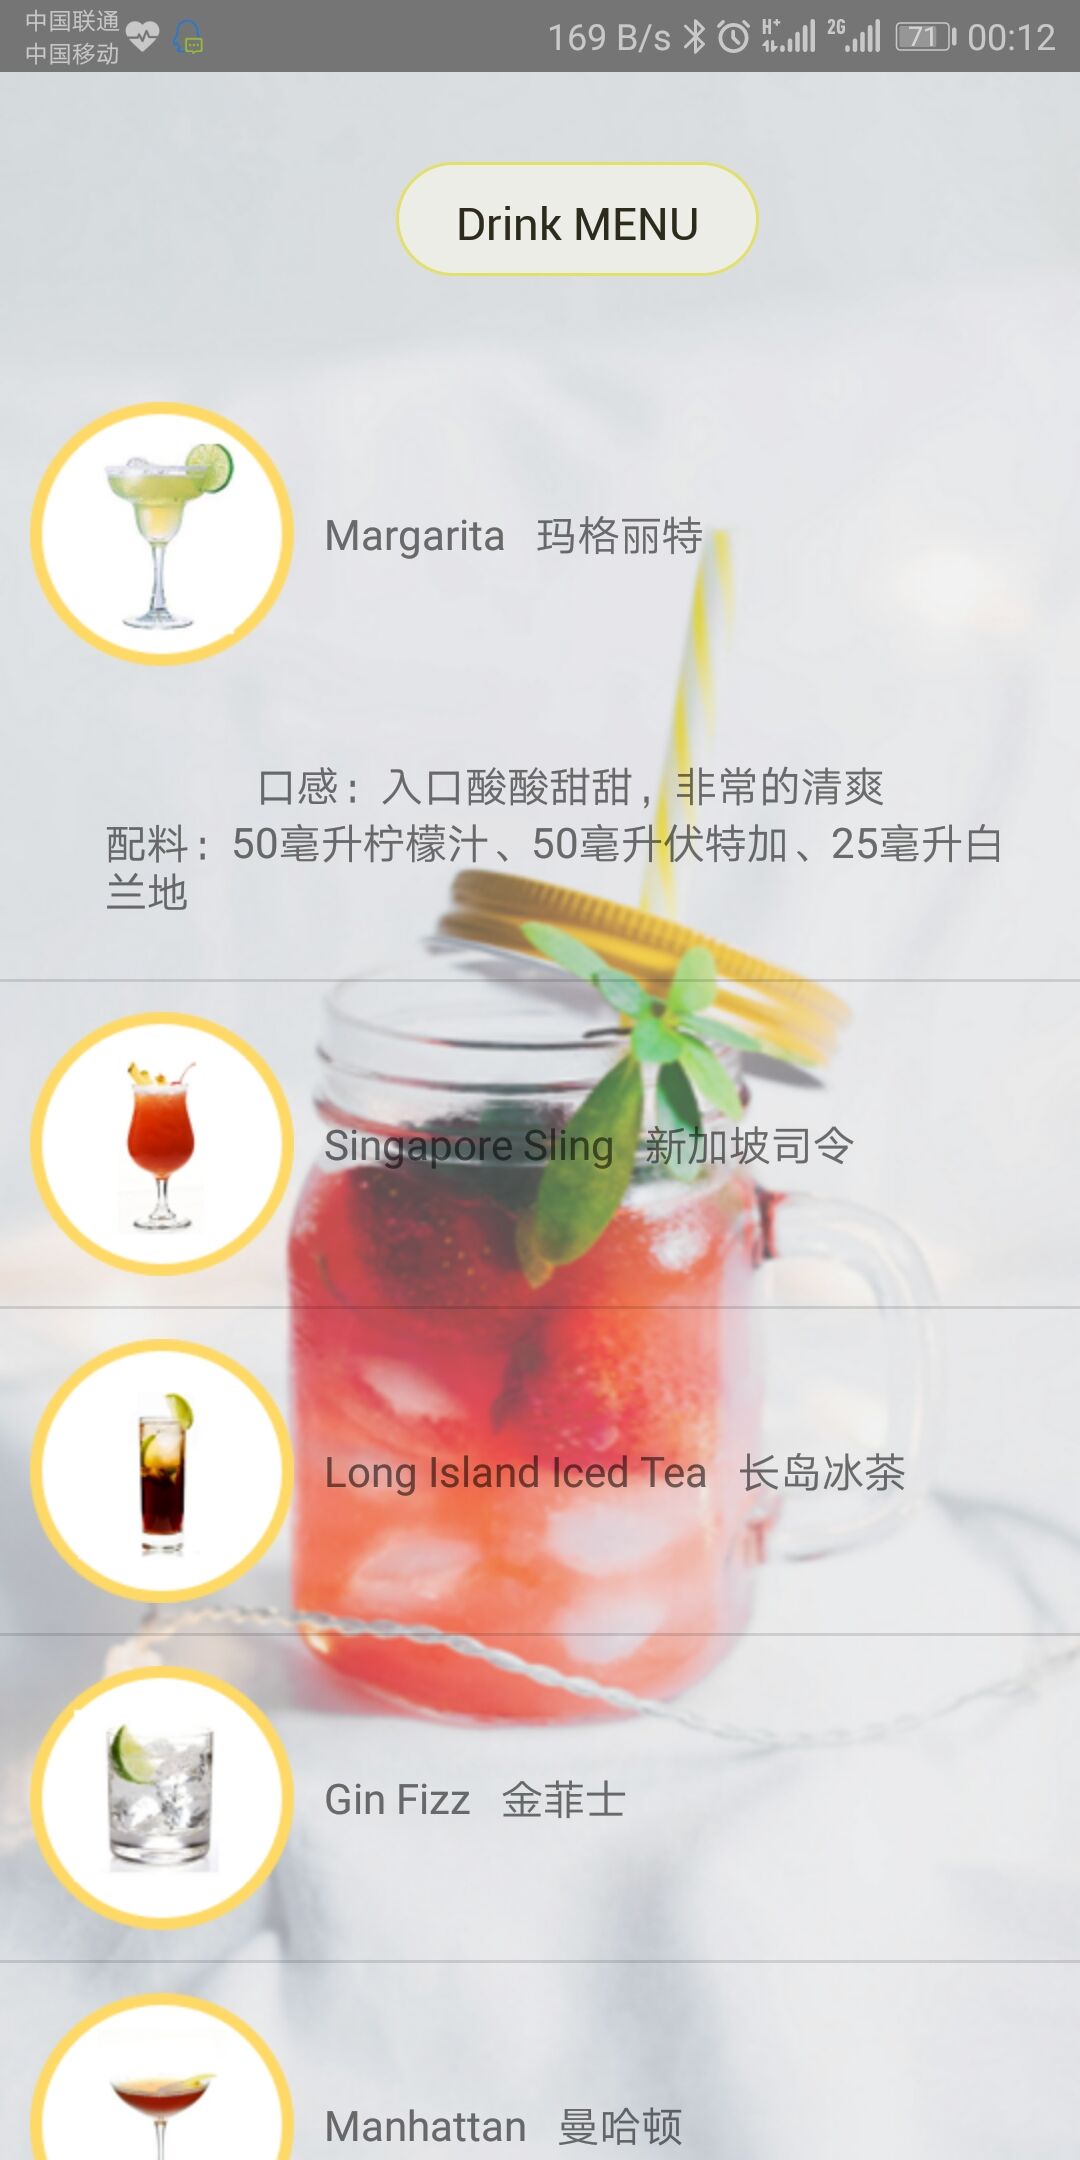 中国联通
中国移动
169 B/s H+ 2G 71 00:12
Drink MENU
Margarita 玛格丽特
口感：入口酸酸甜甜，非常的清爽
配料：50毫升柠檬汁、50毫升伏特加、25毫升白
兰地
Singapore Sling 新加坡司令
Long Island Iced Tea 长岛冰茶
Gin Fizz 金菲士
Manhattan 曼哈顿